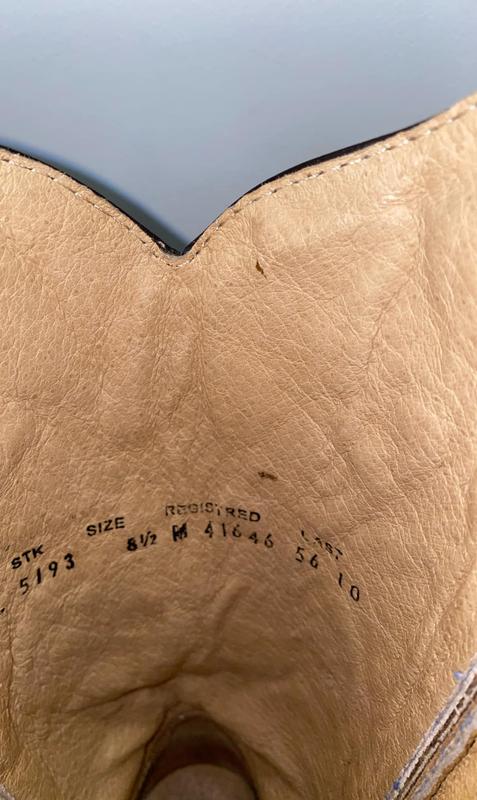 STK SIZE REGISTRED LAST
5193 8½ M 41646 56 10